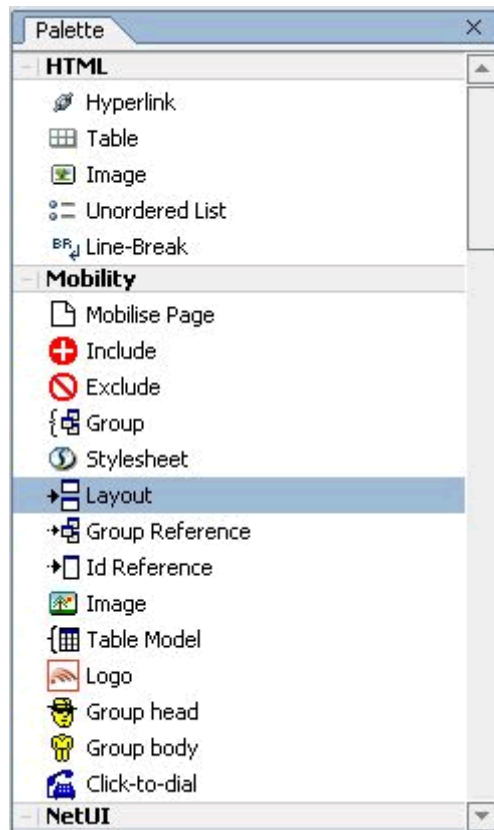 Palette
HTML
Hyperlink
Table
Image
Unordered List
BR Line-Break
Mobility
Mobilise Page
Include
Exclude
Group
Stylesheet
Layout
Group Reference
Id Reference
Image
Table Model
Logo
Group head
Group body
Click-to-dial
NetUI